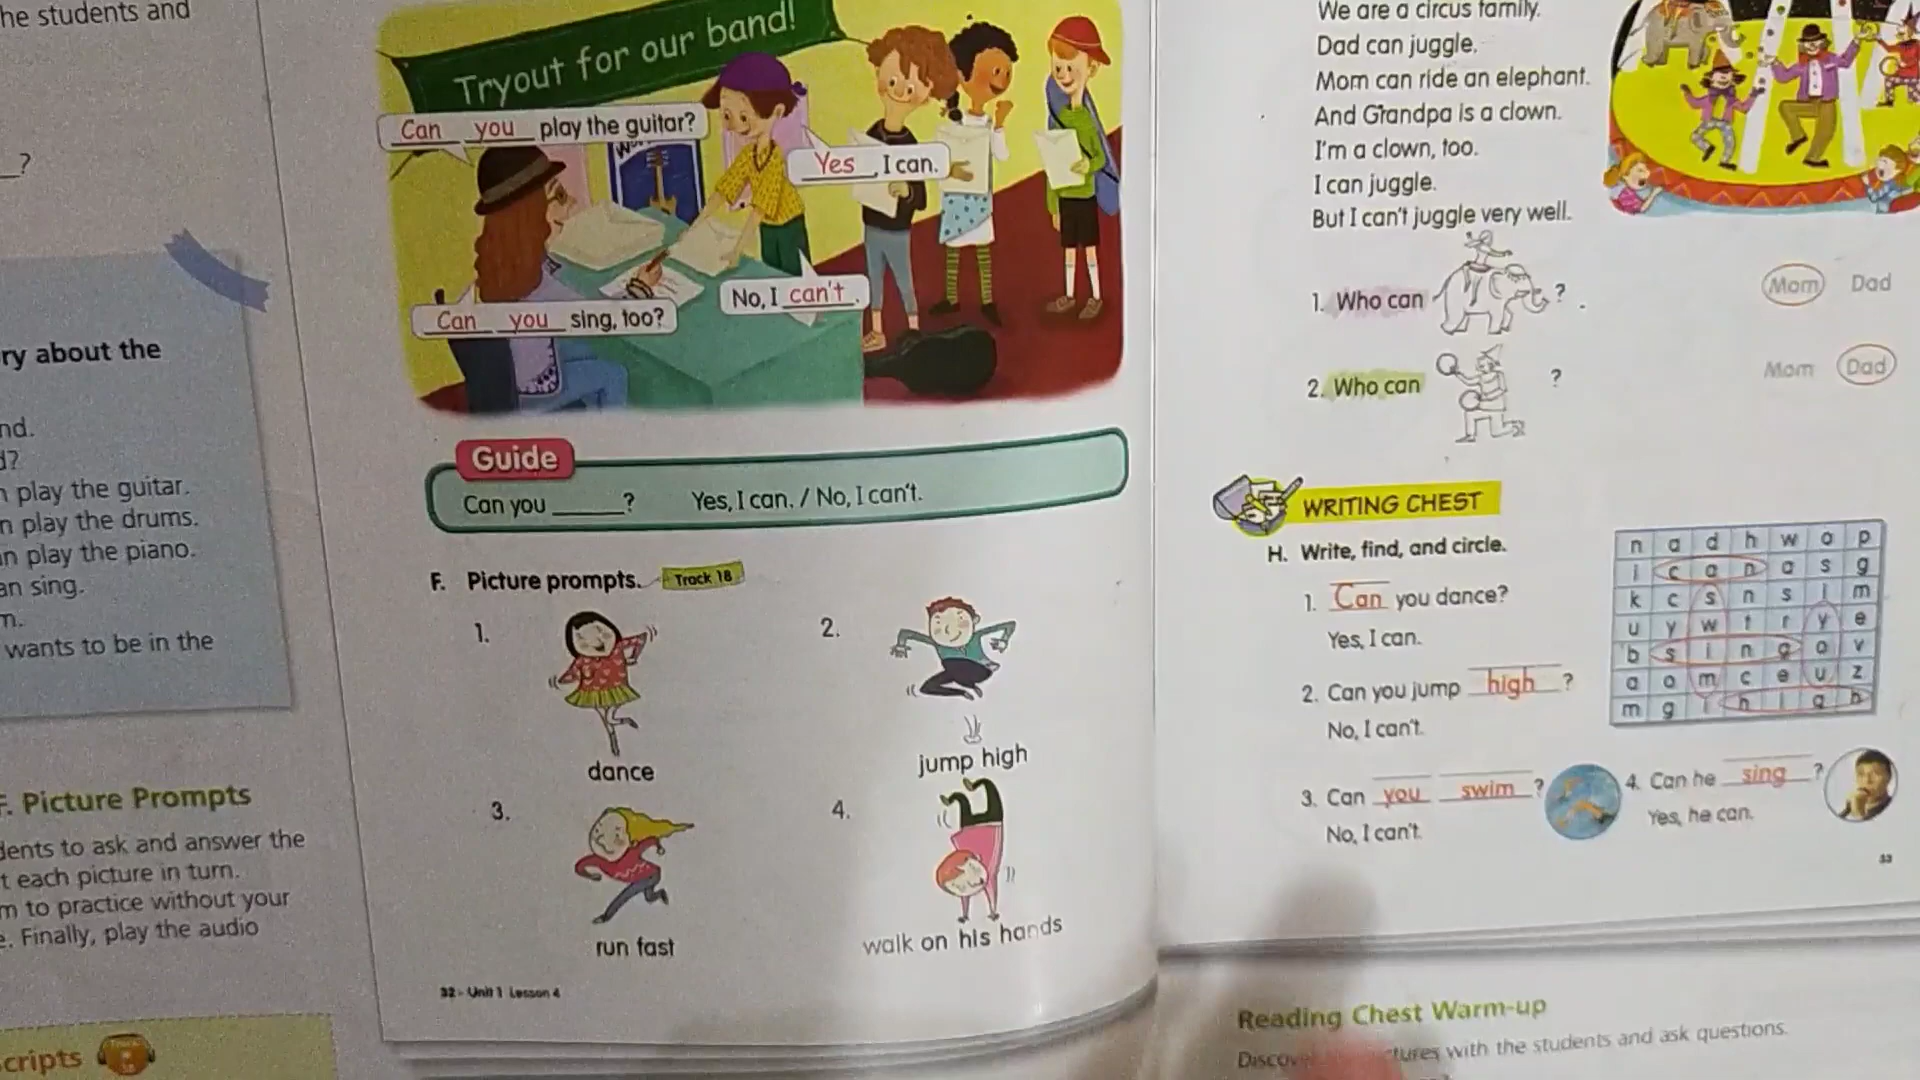 he students and
?
ry about the
nd.
d?
n play the guitar.
n play the drums.
an play the piano.
an sing.
m.
wants to be in the
F. Picture Prompts
dents to ask and answer the
t each picture in turn.
m to practice without your
e. Finally, play the audio
cripts
Tryout for our band!
Can you play the guitar?
Yes, I can.
Can you sing, too?
No, I can't.
Guide
Can you ______? Yes, I can. / No, I can't.
F. Picture prompts. Track 18
1.
2.
dance
jump high
3.
4.
run fast
walk on his hands
32 - Unit 1 Lesson 4
We are a circus family.
Dad can juggle.
Mom can ride an elephant.
And Grandpa is a clown.
I'm a clown, too.
I can juggle.
But I can't juggle very well.
1. Who can ? Mom Dad
2. Who can ? Mom Dad
WRITING CHEST
H. Write, find, and circle.
1. Can you dance?
Yes, I can.
2. Can you jump high?
No, I can't.
3. Can you swim?
No, I can't.
4. Can he sing?
Yes, he can.
n a d h w o p
i c a n a s g
k c s n s l m
u y w t r y e
b s i n g o v
a o m c e u z
m g i h i g h
33
Reading Chest Warm-up
with the students and ask questions.